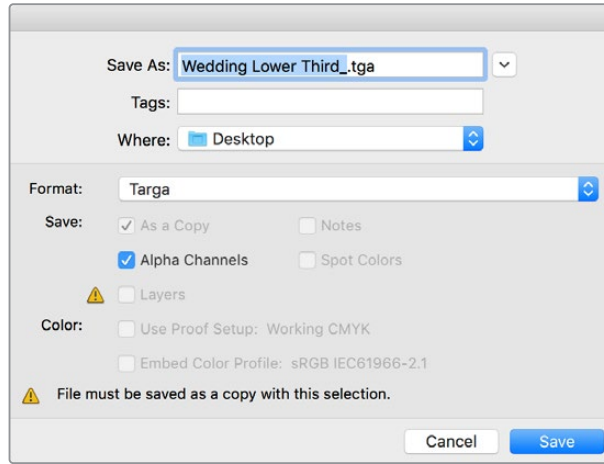 Save As: Wedding Lower Third_.tga
Tags:
Where: Desktop
Format: Targa
Save: As a Copy Notes
Alpha Channels Spot Colors
Layers
Color: Use Proof Setup: Working CMYK
Embed Color Profile: sRGB IEC61966-2.1
File must be saved as a copy with this selection.
Cancel Save